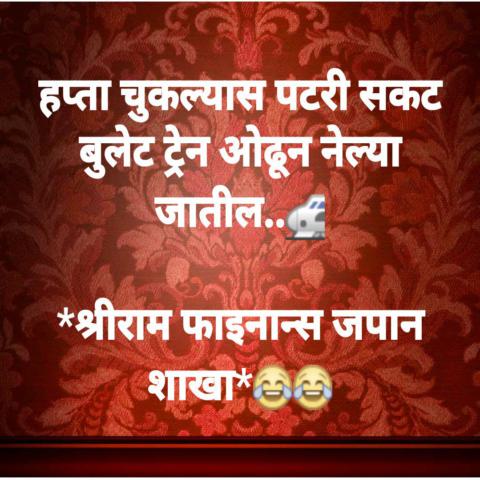 हप्ता चुकल्यास पटरी सकट
बुलेट ट्रेन ओढून नेल्या
जातील..🚅
*श्रीराम फाइनान्स जपान
शाखा*😂😂